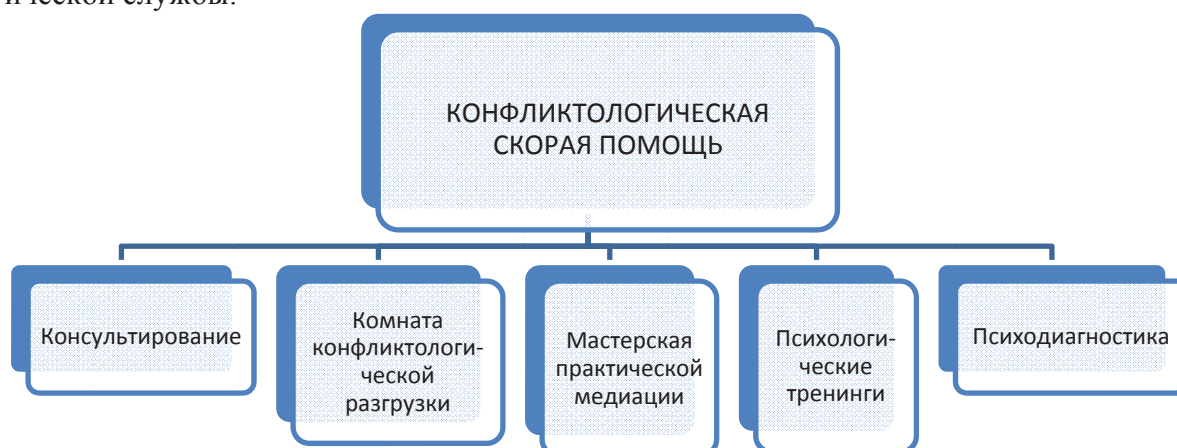 ической службы.
КОНФЛИКТОЛОГИЧЕСКАЯ
СКОРАЯ ПОМОЩЬ
Консультирование
Комната
конфликтологи-
ческой
разгрузки
Мастерская
практической
медиации
Психологи-
ческие
тренинги
Психодиагностика